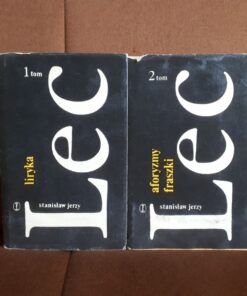 1 tom
Lec
liryka
stanisław jerzy
2 tom
Lec
aforyzmy
fraszki
stanisław jerzy